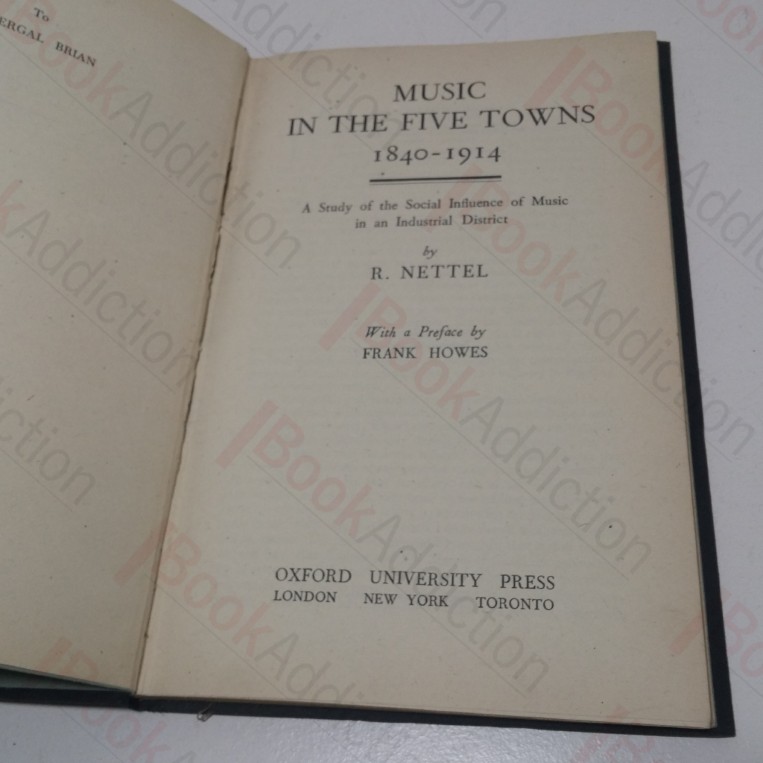 To
ERGAL BRIAN
MUSIC
IN THE FIVE TOWNS
1840-1914
A Study of the Social Influence of Music
in an Industrial District
by
R. NETTEL
With a Preface by
FRANK HOWES
OXFORD UNIVERSITY PRESS
LONDON NEW YORK TORONTO
BookAddiction